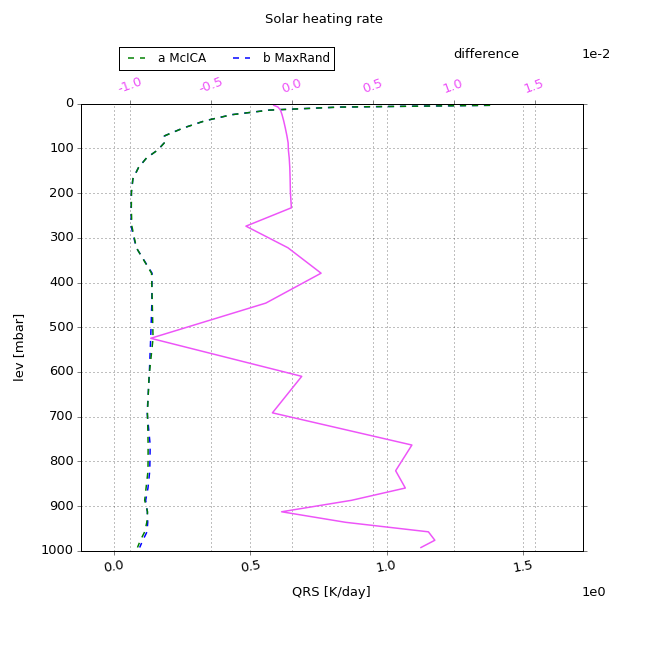 Solar heating rate
a McICA b MaxRand difference 1e-2
-1.0 -0.5 0.0 0.5 1.0 1.5
0
100
200
300
400
500
600
700
800
900
1000
lev [mbar]
0.0 0.5 1.0 1.5
QRS [K/day] 1e0